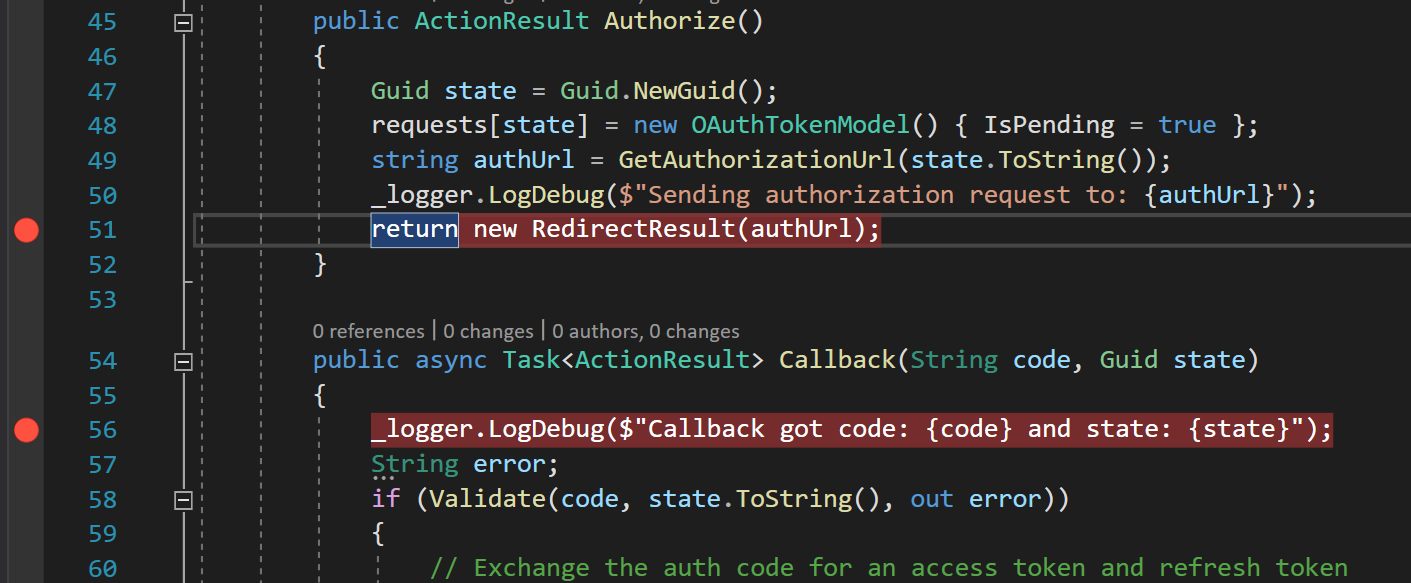 45 public ActionResult Authorize()
46 {
47 Guid state = Guid.NewGuid();
48 requests[state] = new OAuthTokenModel() { IsPending = true };
49 string authUrl = GetAuthorizationUrl(state.ToString());
50 _logger.LogDebug($"Sending authorization request to: {authUrl}");
51 return new RedirectResult(authUrl);
52 }
53
0 references | 0 changes | 0 authors, 0 changes
54 public async Task<ActionResult> Callback(String code, Guid state)
55 {
56 _logger.LogDebug($"Callback got code: {code} and state: {state}");
57 String error;
58 if (Validate(code, state.ToString(), out error))
59 {
60 // Exchange the auth code for an access token and refresh token